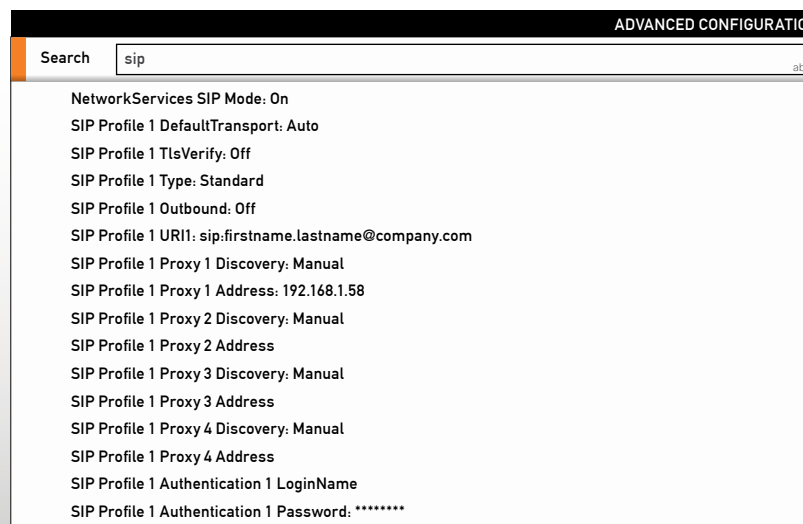 ADVANCED CONFIGURATIO
Search sip
ab
NetworkServices SIP Mode: On
SIP Profile 1 DefaultTransport: Auto
SIP Profile 1 TlsVerify: Off
SIP Profile 1 Type: Standard
SIP Profile 1 Outbound: Off
SIP Profile 1 URI1: sip:firstname.lastname@company.com
SIP Profile 1 Proxy 1 Discovery: Manual
SIP Profile 1 Proxy 1 Address: 192.168.1.58
SIP Profile 1 Proxy 2 Discovery: Manual
SIP Profile 1 Proxy 2 Address
SIP Profile 1 Proxy 3 Discovery: Manual
SIP Profile 1 Proxy 3 Address
SIP Profile 1 Proxy 4 Discovery: Manual
SIP Profile 1 Proxy 4 Address
SIP Profile 1 Authentication 1 LoginName
SIP Profile 1 Authentication 1 Password: ********